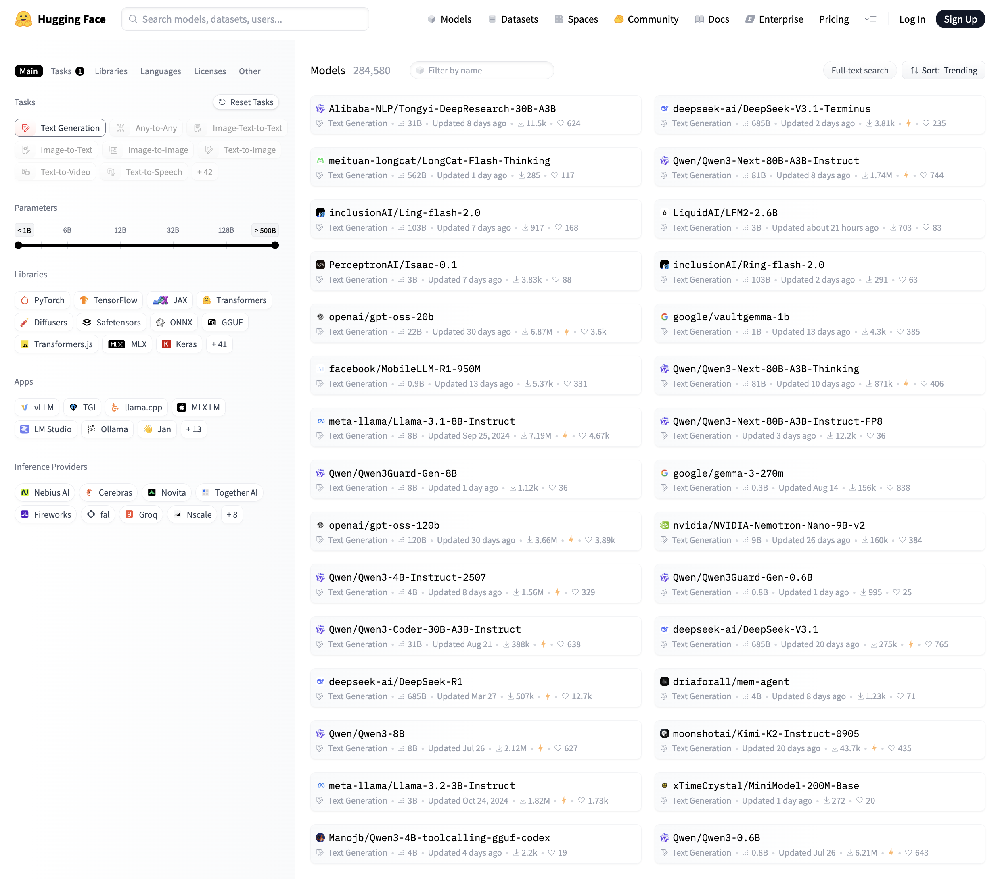 Hugging Face
Search models, datasets, users...
Models
Datasets
Spaces
Community
Docs
Enterprise
Pricing
Log In
Sign Up
Main
Tasks 1
Libraries
Languages
Licenses
Other
Tasks
Reset Tasks
Text Generation
Any-to-Any
Image-Text-to-Text
Image-to-Text
Image-to-Image
Text-to-Image
Text-to-Video
Text-to-Speech
+ 42
Parameters
< 1B
6B
12B
32B
128B
> 500B
Libraries
PyTorch
TensorFlow
JAX
Transformers
Diffusers
Safetensors
ONNX
GGUF
Transformers.js
MLX
Keras
+ 41
Apps
vLLM
TGI
llama.cpp
MLX LM
LM Studio
Ollama
Jan
+ 13
Inference Providers
Nebius AI
Cerebras
Novita
Together AI
Fireworks
fal
Groq
Nscale
+ 8
Models 284,580
Filter by name
Full-text search
Sort: Trending
Alibaba-NLP/Tongyi-DeepResearch-30B-A3B
Text Generation • 31B • Updated 8 days ago • 11.5k • 624
deepseek-ai/DeepSeek-V3.1-Terminus
Text Generation • 685B • Updated 2 days ago • 3.81k • 235
meituan-longcat/LongCat-Flash-Thinking
Text Generation • 562B • Updated 1 day ago • 285 • 117
Qwen/Qwen3-Next-80B-A3B-Instruct
Text Generation • 81B • Updated 8 days ago • 1.74M • 744
inclusionAI/Ling-flash-2.0
Text Generation • 103B • Updated 7 days ago • 917 • 168
LiquidAI/LFM2-2.6B
Text Generation • 3B • Updated about 21 hours ago • 703 • 83
PerceptronAI/Isaac-0.1
Text Generation • 3B • Updated 7 days ago • 3.83k • 88
inclusionAI/Ring-flash-2.0
Text Generation • 103B • Updated 2 days ago • 291 • 63
openai/gpt-oss-20b
Text Generation • 22B • Updated 30 days ago • 6.87M • 3.6k
google/vaultgemma-1b
Text Generation • 1B • Updated 13 days ago • 4.3k • 385
facebook/MobileLLM-R1-950M
Text Generation • 0.9B • Updated 13 days ago • 5.37k • 331
Qwen/Qwen3-Next-80B-A3B-Thinking
Text Generation • 81B • Updated 10 days ago • 871k • 406
meta-llama/Llama-3.1-8B-Instruct
Text Generation • 8B • Updated Sep 25, 2024 • 7.19M • 4.67k
Qwen/Qwen3-Next-80B-A3B-Instruct-FP8
Text Generation • Updated 3 days ago • 12.2k • 36
Qwen/Qwen3Guard-Gen-8B
Text Generation • 8B • Updated 1 day ago • 1.12k • 36
google/gemma-3-270m
Text Generation • 0.3B • Updated Aug 14 • 156k • 838
openai/gpt-oss-120b
Text Generation • 120B • Updated 30 days ago • 3.66M • 3.89k
nvidia/NVIDIA-Nemotron-Nano-9B-v2
Text Generation • 9B • Updated 26 days ago • 160k • 384
Qwen/Qwen3-4B-Instruct-2507
Text Generation • 4B • Updated 8 days ago • 1.56M • 329
Qwen/Qwen3Guard-Gen-0.6B
Text Generation • 0.8B • Updated 1 day ago • 995 • 25
Qwen/Qwen3-Coder-30B-A3B-Instruct
Text Generation • 31B • Updated Aug 21 • 388k • 638
deepseek-ai/DeepSeek-V3.1
Text Generation • 685B • Updated 20 days ago • 275k • 765
deepseek-ai/DeepSeek-R1
Text Generation • 685B • Updated Mar 27 • 507k • 12.7k
driaforall/mem-agent
Text Generation • 4B • Updated 8 days ago • 1.23k • 71
Qwen/Qwen3-8B
Text Generation • 8B • Updated Jul 26 • 2.12M • 627
moonshotai/Kimi-K2-Instruct-0905
Text Generation • Updated 20 days ago • 43.7k • 435
meta-llama/Llama-3.2-3B-Instruct
Text Generation • 3B • Updated Oct 24, 2024 • 1.82M • 1.73k
xTimeCrystal/MiniModel-200M-Base
Text Generation • Updated 1 day ago • 272 • 20
Manojb/Qwen3-4B-toolcalling-gguf-codex
Text Generation • 4B • Updated 4 days ago • 2.2k • 19
Qwen/Qwen3-0.6B
Text Generation • 0.8B • Updated Jul 26 • 6.21M • 643